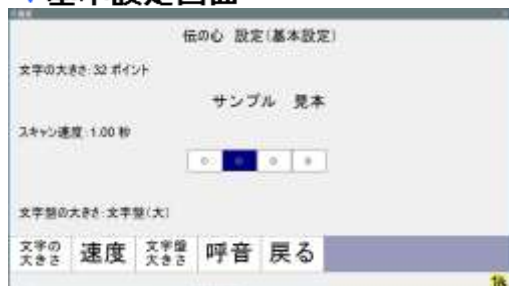 基本設定画面
伝の心 設定(基本設定)
文字の大きさ:32 ポイント
サンプル 見本
スキャン速度:1.00 秒
文字盤の大きさ:文字盤(大)
文字の大きさ 速度 文字盤大きさ 呼音 戻る